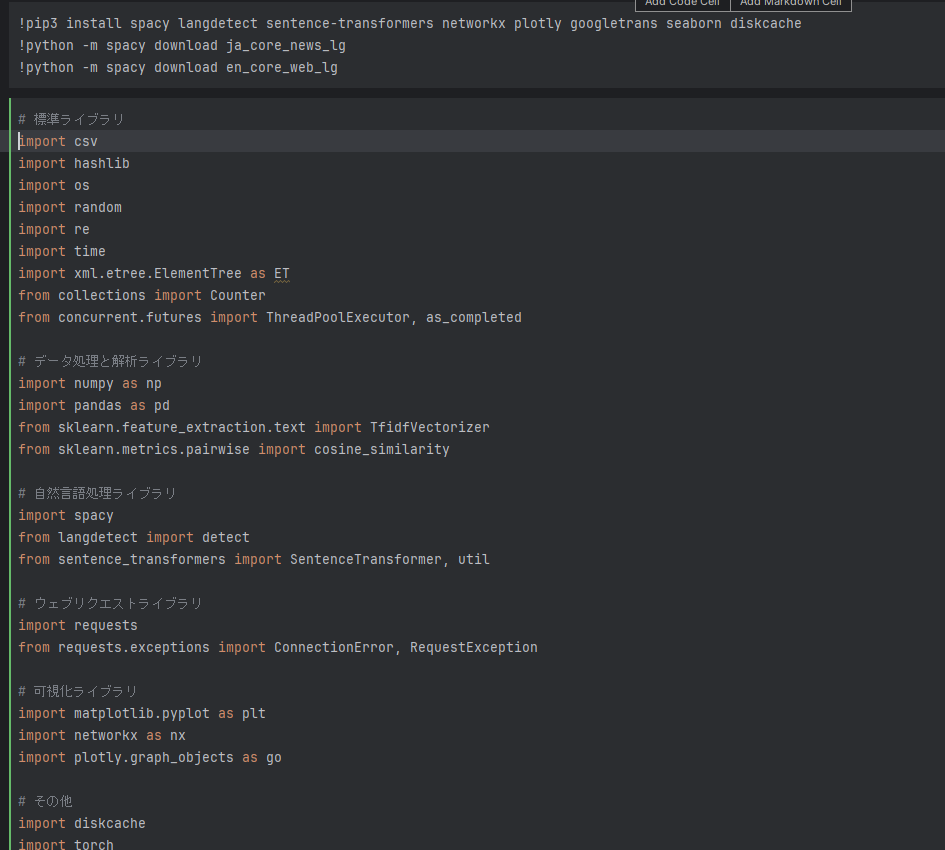 Add Code Cell Add Markdown Cell
!pip3 install spacy langdetect sentence-transformers networkx plotly googletrans seaborn diskcache
!python -m spacy download ja_core_news_lg
!python -m spacy download en_core_web_lg
# 標準ライブラリ
import csv
import hashlib
import os
import random
import re
import time
import xml.etree.ElementTree as ET
from collections import Counter
from concurrent.futures import ThreadPoolExecutor, as_completed
# データ処理と解析ライブラリ
import numpy as np
import pandas as pd
from sklearn.feature_extraction.text import TfidfVectorizer
from sklearn.metrics.pairwise import cosine_similarity
# 自然言語処理ライブラリ
import spacy
from langdetect import detect
from sentence_transformers import SentenceTransformer, util
# ウェブリクエストライブラリ
import requests
from requests.exceptions import ConnectionError, RequestException
# 可視化ライブラリ
import matplotlib.pyplot as plt
import networkx as nx
import plotly.graph_objects as go
# その他
import diskcache
import torch